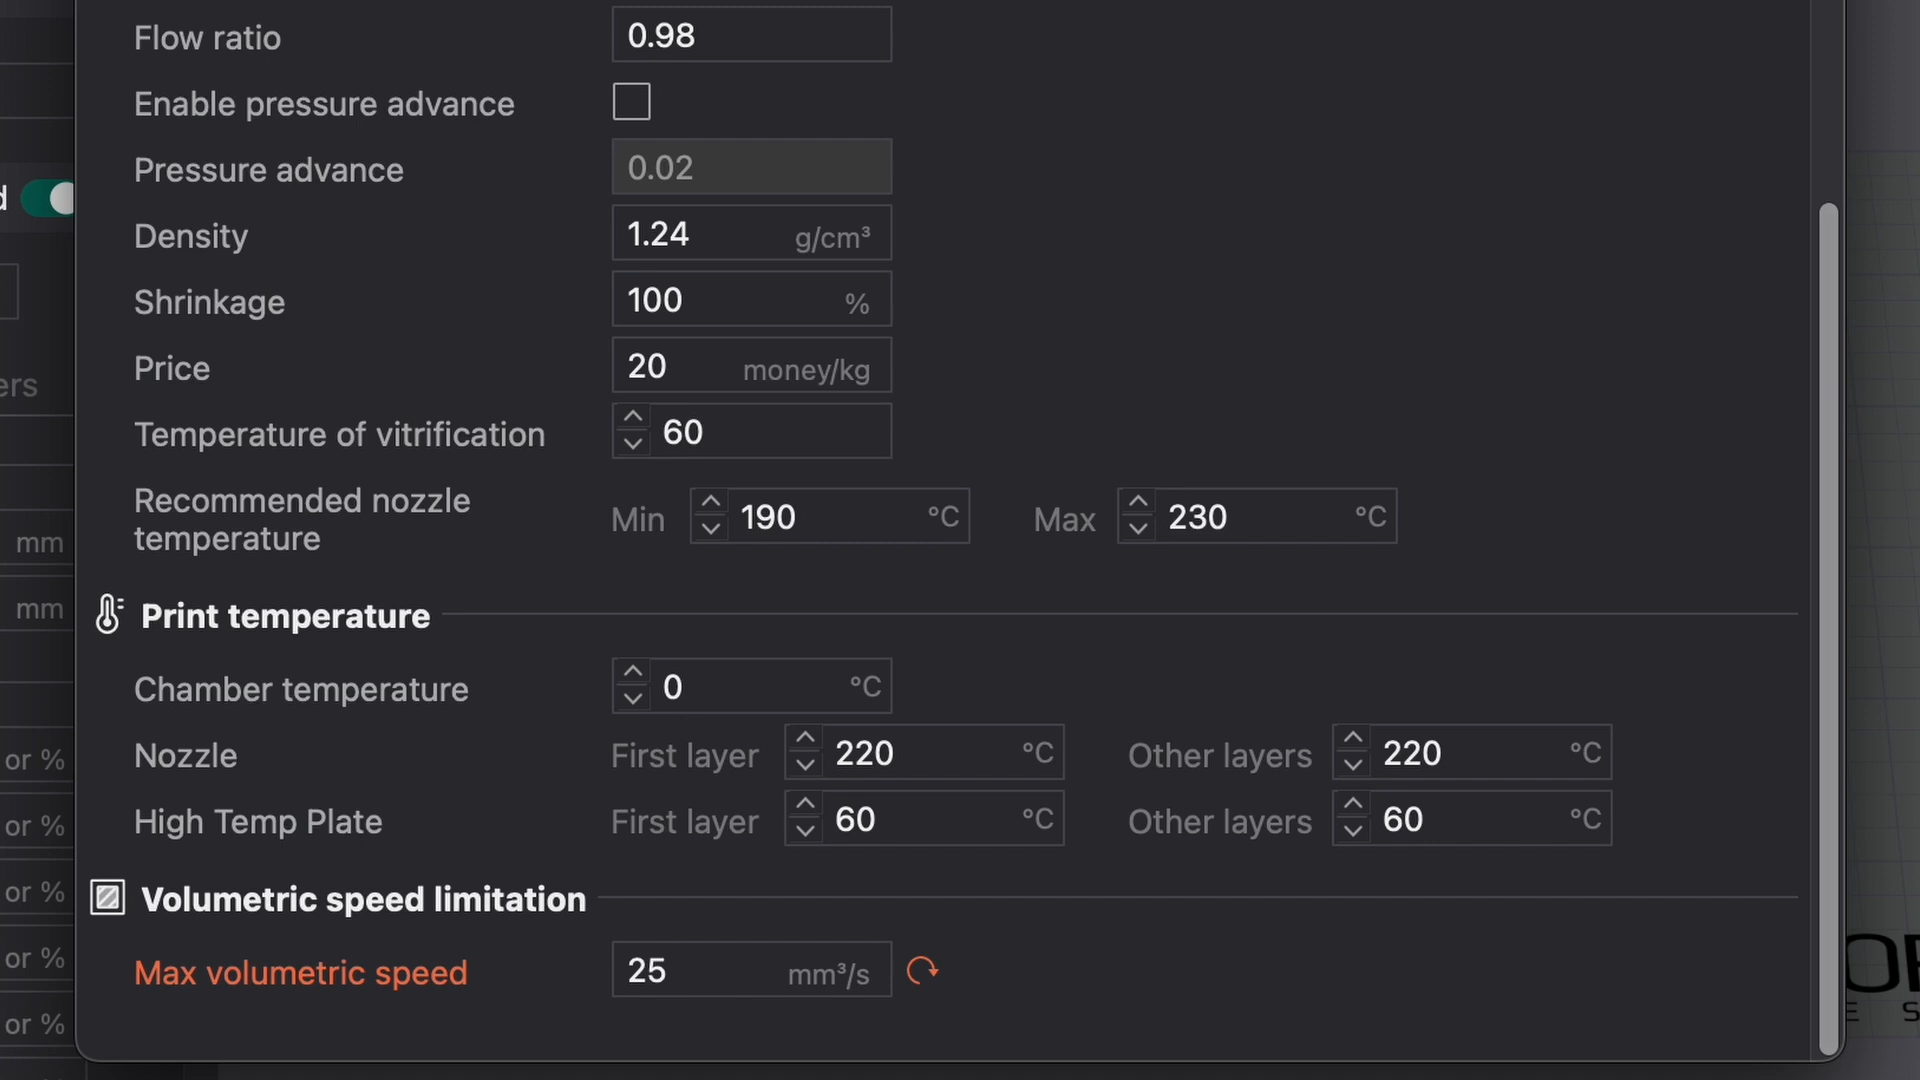 Flow ratio 0.98
Enable pressure advance
Pressure advance 0.02
d
Density 1.24 g/cm³
Shrinkage 100 %
Price 20 money/kg
ers
Temperature of vitrification 60
Recommended nozzle
temperature
Min 190 °C Max 230 °C
mm
mm
Print temperature
Chamber temperature 0 °C
Nozzle First layer 220 °C Other layers 220 °C
or %
High Temp Plate First layer 60 °C Other layers 60 °C
or %
Volumetric speed limitation
or %
Max volumetric speed 25 mm³/s
or %
or %
E S